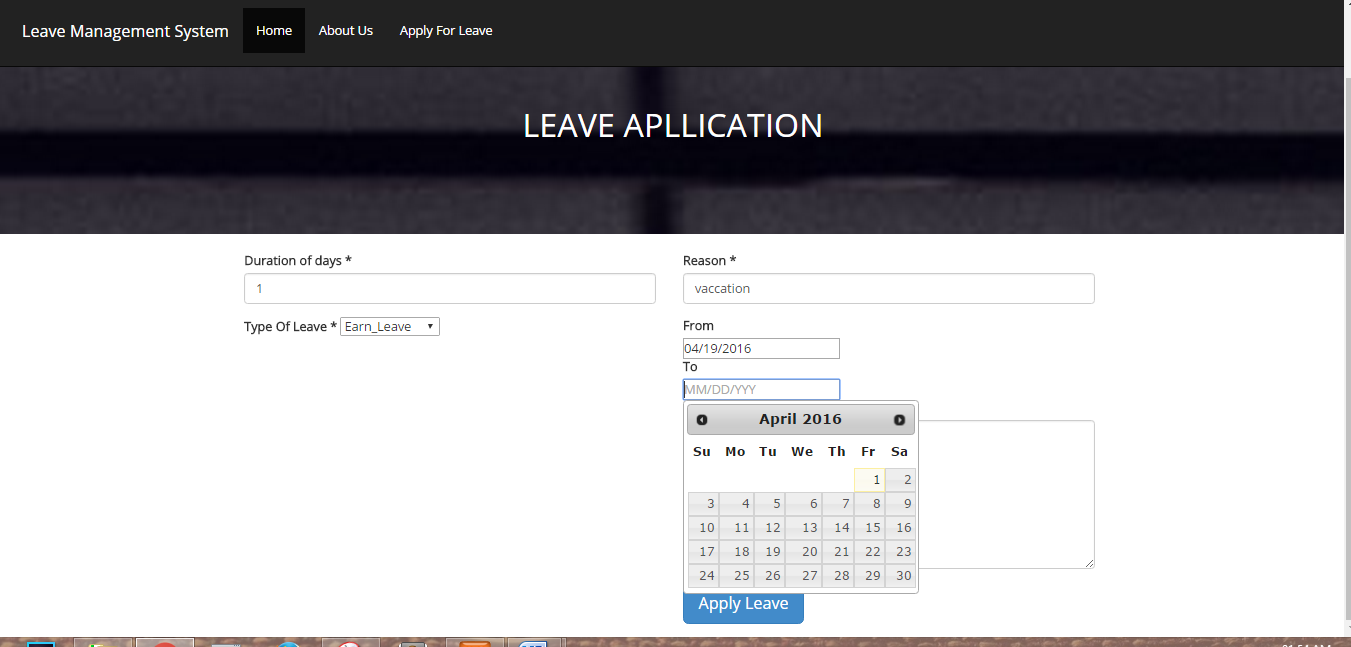 Leave Management System Home About Us Apply For Leave
LEAVE APLLICATION
Duration of days *
1
Reason *
vaccation
Type Of Leave * Earn_Leave
From
04/19/2016
To
MM/DD/YYY
April 2016
Su Mo Tu We Th Fr Sa
1 2
3 4 5 6 7 8 9
10 11 12 13 14 15 16
17 18 19 20 21 22 23
24 25 26 27 28 29 30
Apply Leave